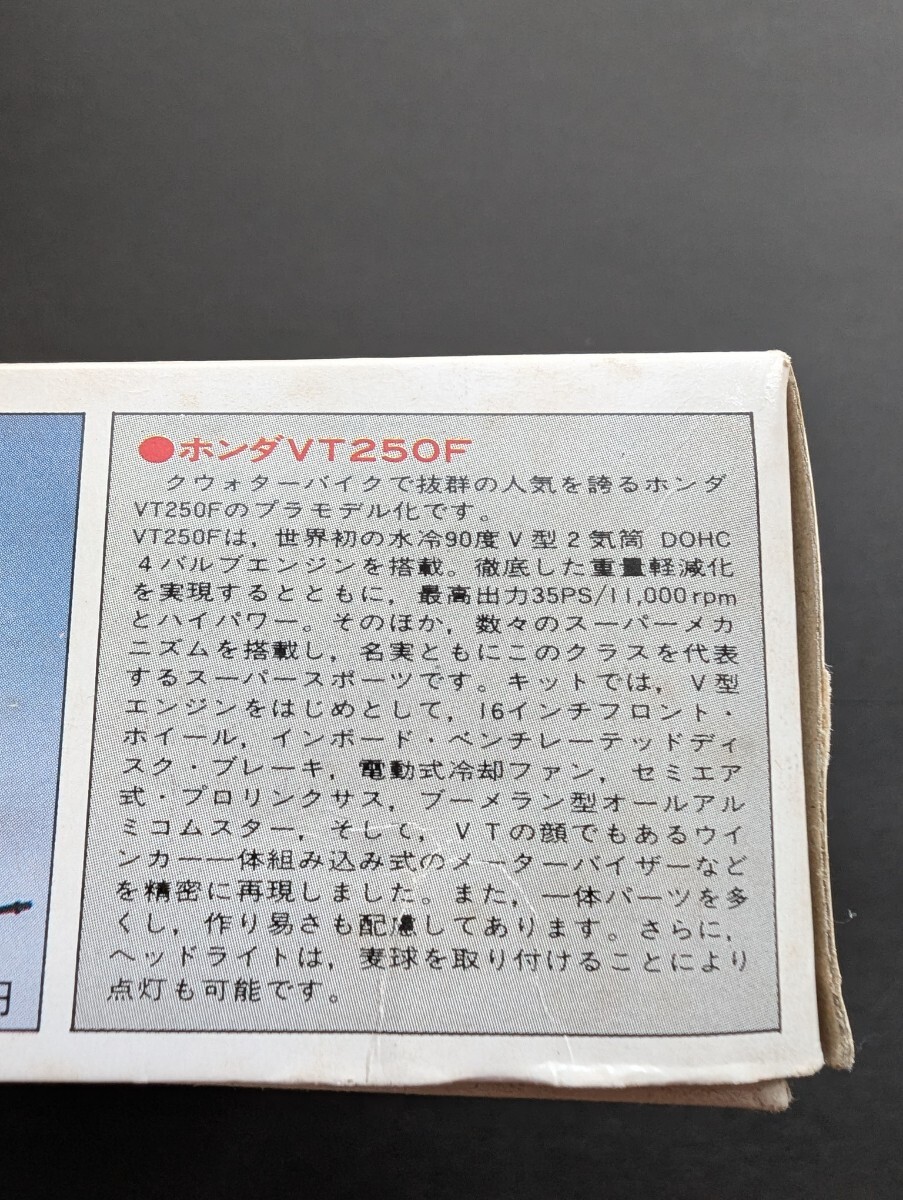 ●ホンダVT250F
クウォターバイクで抜群の人気を誇るホンダ
VT250Fのプラモデル化です。
VT250Fは，世界初の水冷90度V型2気筒 DOHC
4バルブエンジンを搭載。徹底した重量軽減化
を実現するとともに，最高出力35PS/11,000rpm
とハイパワー。そのほか，数々のスーパーメカ
ニズムを搭載し，名実ともにこのクラスを代表
するスーパースポーツです。キットでは，V型
エンジンをはじめとして，16インチフロント・
ホイール，インボード・ベンチレーテッドディ
スク・ブレーキ，電動式冷却ファン，セミエア
式・プロリンクサス，ブーメラン型オールアル
ミコムスター，そして，VTの顔でもあるウイ
ンカー一体組み込み式のメーターバイザーなど
を精密に再現しました。また，一体パーツを多
くし，作り易さも配慮してあります。さらに，
ヘッドライトは，麦球を取り付けることにより
点灯も可能です。
円